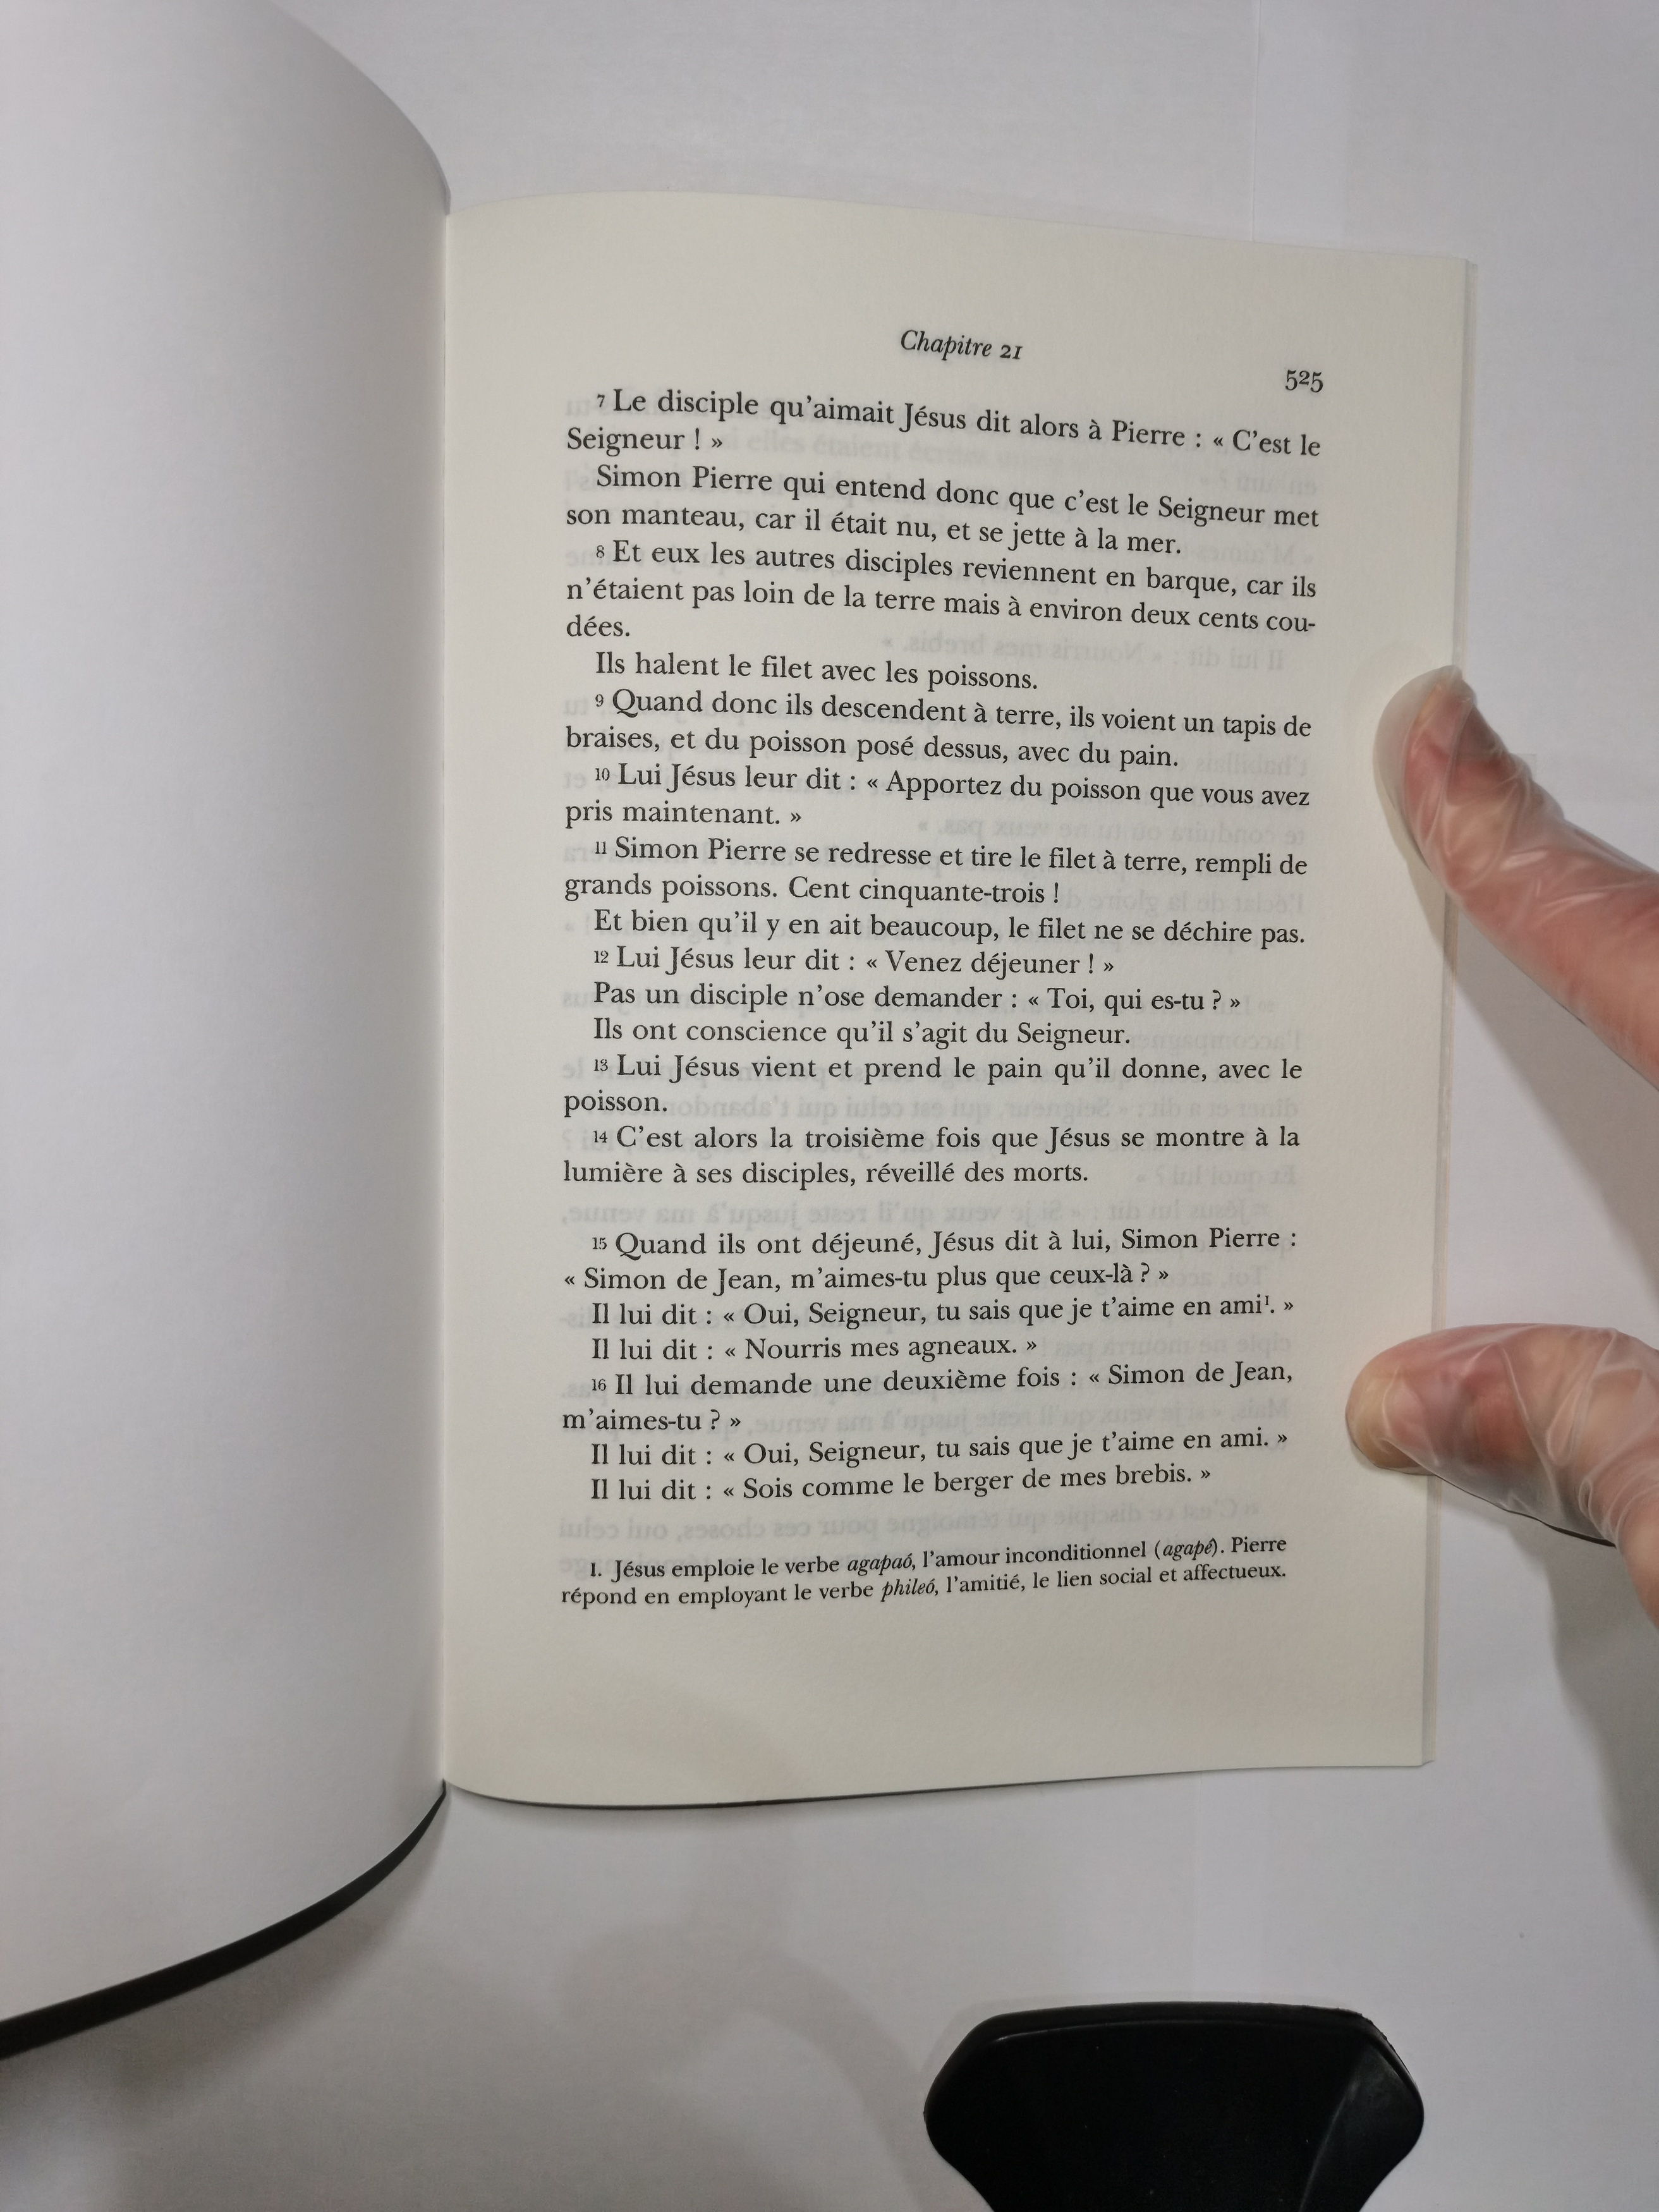 Chapitre 21
525
7 Le disciple qu'aimait Jésus dit alors à Pierre : « C'est le
Seigneur ! »
Simon Pierre qui entend donc que c'est le Seigneur met
son manteau, car il était nu, et se jette à la mer.
8 Et eux les autres disciples reviennent en barque, car ils
n'étaient pas loin de la terre mais à environ deux cents cou-
dées.
Ils halent le filet avec les poissons.
9 Quand donc ils descendent à terre, ils voient un tapis de
braises, et du poisson posé dessus, avec du pain.
10 Lui Jésus leur dit : « Apportez du poisson que vous avez
pris maintenant. »
11 Simon Pierre se redresse et tire le filet à terre, rempli de
grands poissons. Cent cinquante-trois !
Et bien qu'il y en ait beaucoup, le filet ne se déchire pas.
12 Lui Jésus leur dit : « Venez déjeuner ! »
Pas un disciple n'ose demander : « Toi, qui es-tu ? »
Ils ont conscience qu'il s'agit du Seigneur.
13 Lui Jésus vient et prend le pain qu'il donne, avec le
poisson.
14 C'est alors la troisième fois que Jésus se montre à la
lumière à ses disciples, réveillé des morts.
15 Quand ils ont déjeuné, Jésus dit à lui, Simon Pierre :
« Simon de Jean, m'aimes-tu plus que ceux-là ? »
Il lui dit : « Oui, Seigneur, tu sais que je t'aime en ami1. »
Il lui dit : « Nourris mes agneaux. »
16 Il lui demande une deuxième fois : « Simon de Jean,
m'aimes-tu ? »
Il lui dit : « Oui, Seigneur, tu sais que je t'aime en ami. »
Il lui dit : « Sois comme le berger de mes brebis. »
1. Jésus emploie le verbe agapaó, l'amour inconditionnel (agapé). Pierre
répond en employant le verbe phileó, l'amitié, le lien social et affectueux.